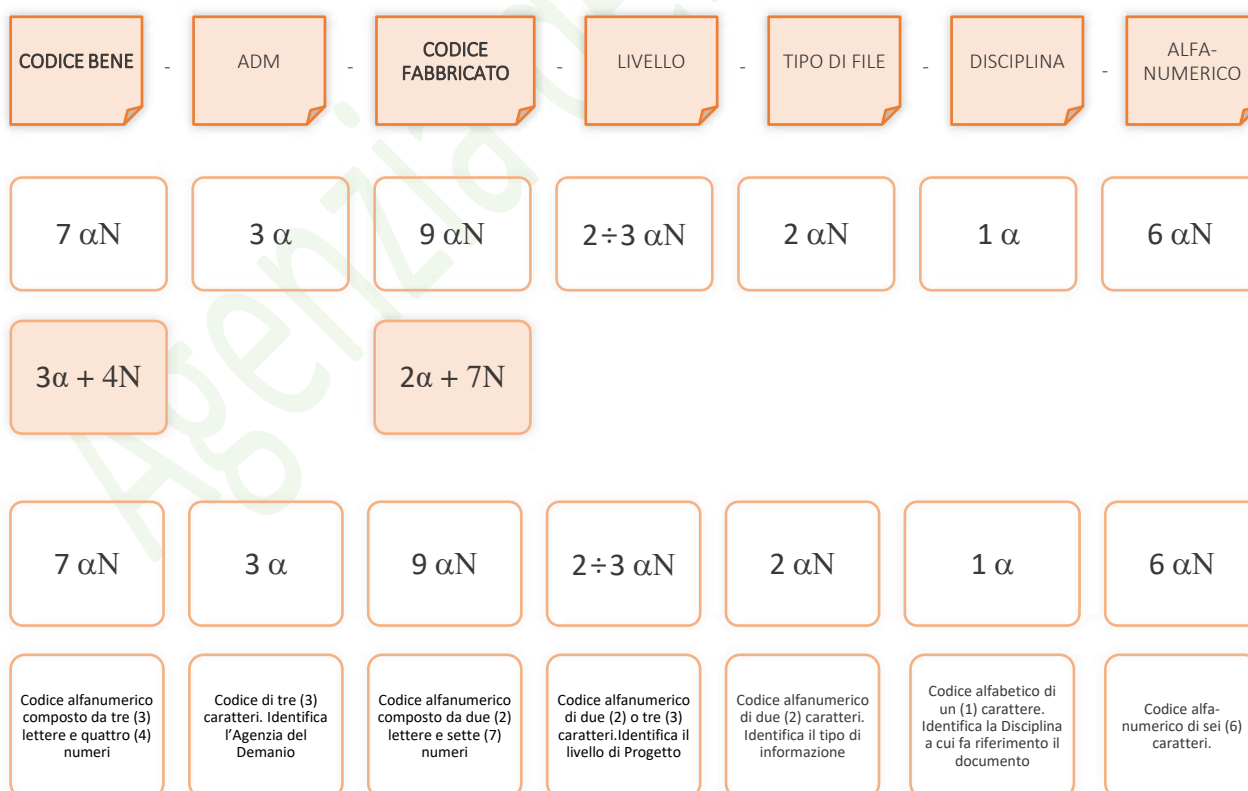 CODICE BENE
-
ADM
-
CODICE
FABBRICATO
-
LIVELLO
-
TIPO DI FILE
-
DISCIPLINA
-
ALFA-
NUMERICO
7 αN
3 α
9 αN
2÷3 αN
2 αN
1 α
6 αN
3α + 4N
2α + 7N
7 αN
3 α
9 αN
2÷3 αN
2 αN
1 α
6 αN
Codice alfanumerico
composto da tre (3)
lettere e quattro (4)
numeri
Codice di tre (3)
caratteri. Identifica
l'Agenzia del
Demanio
Codice alfanumerico
composto da due (2)
lettere e sette (7)
numeri
Codice alfanumerico
di due (2) o tre (3)
caratteri.Identifica il
livello di Progetto
Codice alfanumerico
di due (2) caratteri.
Identifica il tipo di
informazione
Codice alfabetico di
un (1) carattere.
Identifica la Disciplina
a cui fa riferimento il
documento
Codice alfa-
numerico di sei (6)
caratteri.
Agenzia